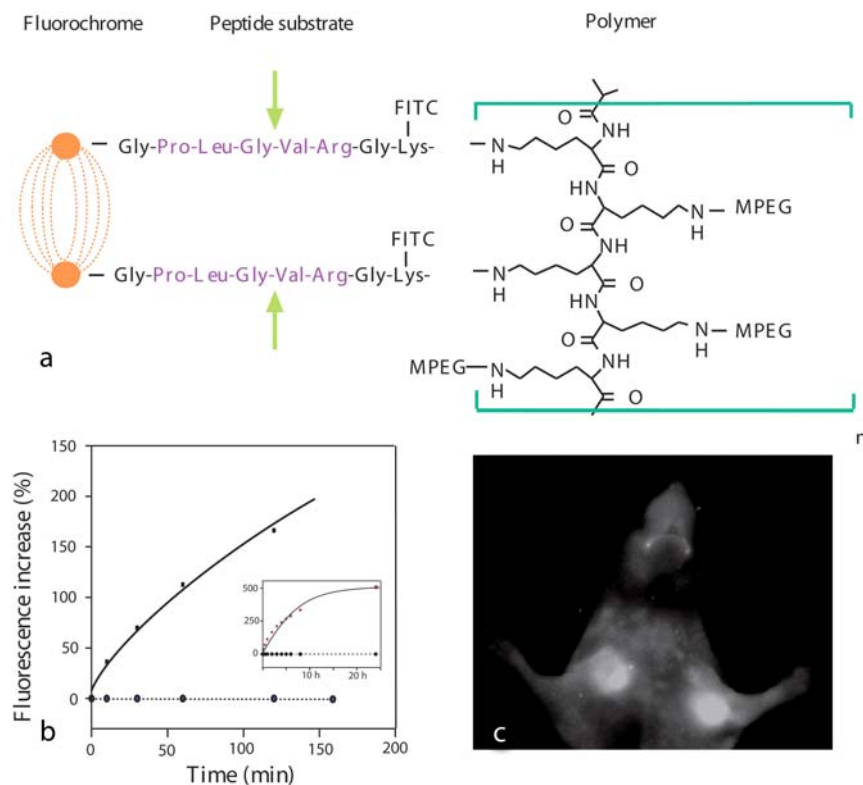 Fluorochrome Peptide substrate Polymer
FITC
Gly-Pro-Leu-Gly-Val-Arg-Gly-Lys-
FITC
Gly-Pro-Leu-Gly-Val-Arg-Gly-Lys-
O
NH
N
H
O
HN
O
N
H
MPEG
NH
O
N
H
O
HN
O
N
H
MPEG
NH
MPEG
N
H
O
n
a
Fluorescence increase (%)
150
200
150
100
50
0
0 50 100 150 200
Time (min)
500
250
0
10 h 20 h
b
c